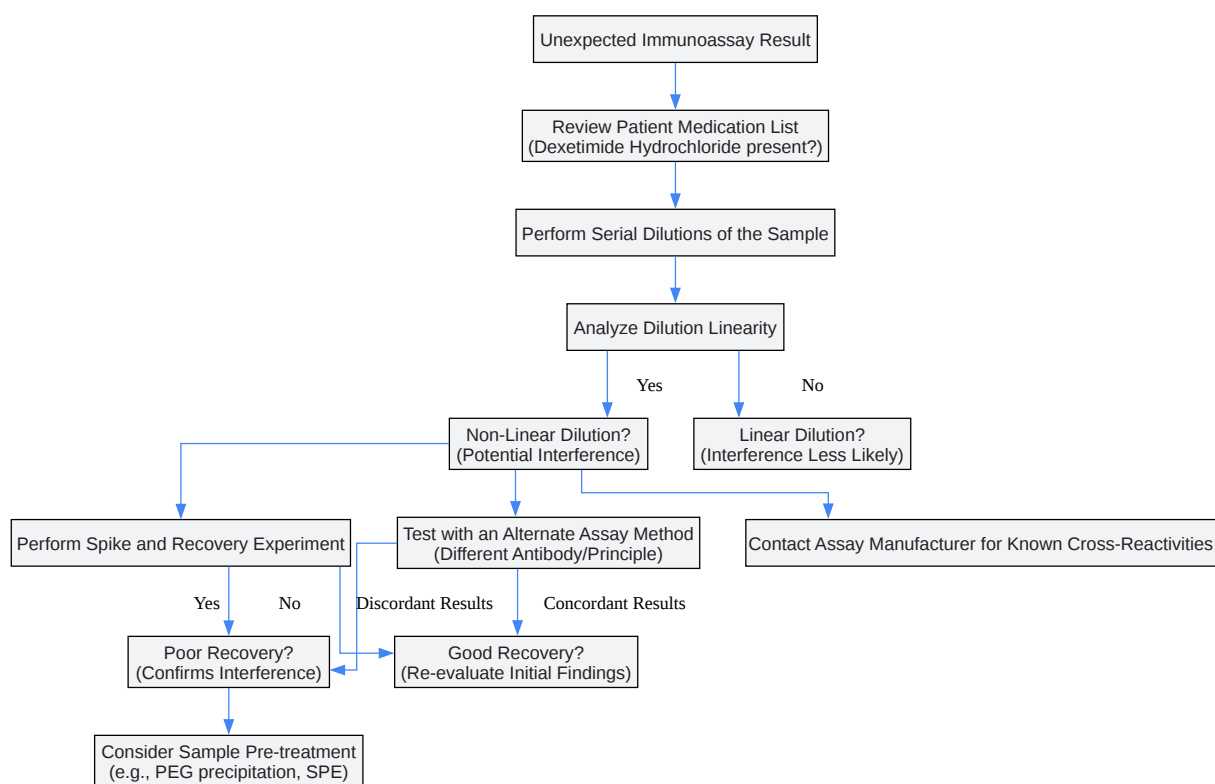 Unexpected Immunoassay Result
Review Patient Medication List
(Dexetimide Hydrochloride present?)
Perform Serial Dilutions of the Sample
Analyze Dilution Linearity
Yes
No
Non-Linear Dilution?
(Potential Interference)
Linear Dilution?
(Interference Less Likely)
Perform Spike and Recovery Experiment
Test with an Alternate Assay Method
(Different Antibody/Principle)
Contact Assay Manufacturer for Known Cross-Reactivities
Yes
No
Discordant Results
Concordant Results
Poor Recovery?
(Confirms Interference)
Good Recovery?
(Re-evaluate Initial Findings)
Consider Sample Pre-treatment
(e.g., PEG precipitation, SPE)